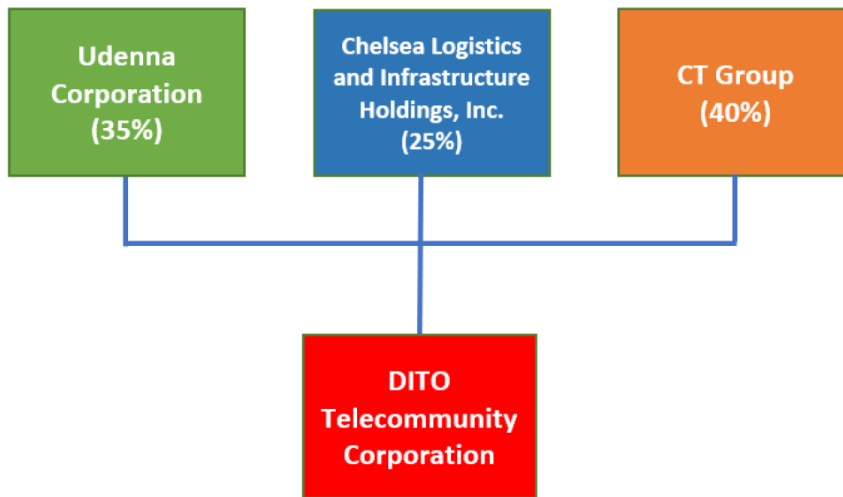 Udenna
Corporation
(35%)
Chelsea Logistics
and Infrastructure
Holdings, Inc.
(25%)
CT Group
(40%)
DITO
Telecommunity
Corporation